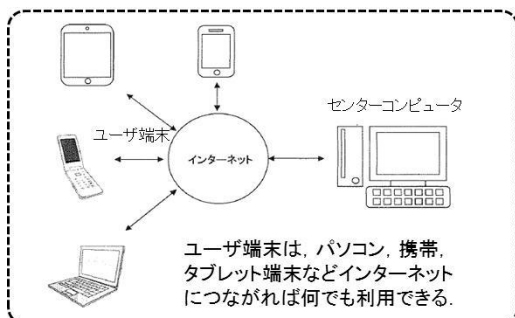 センターコンピュータ
ユーザ端末
インターネット
ユーザ端末は，パソコン，携帯，
タブレット端末などインターネット
につながれば何でも利用できる．